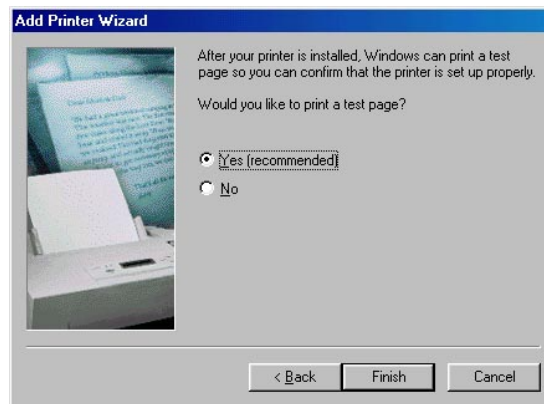 Add Printer Wizard
After your printer is installed, Windows can print a test
page so you can confirm that the printer is set up properly.
Would you like to print a test page?
Yes (recommended)
No
< Back
Finish
Cancel